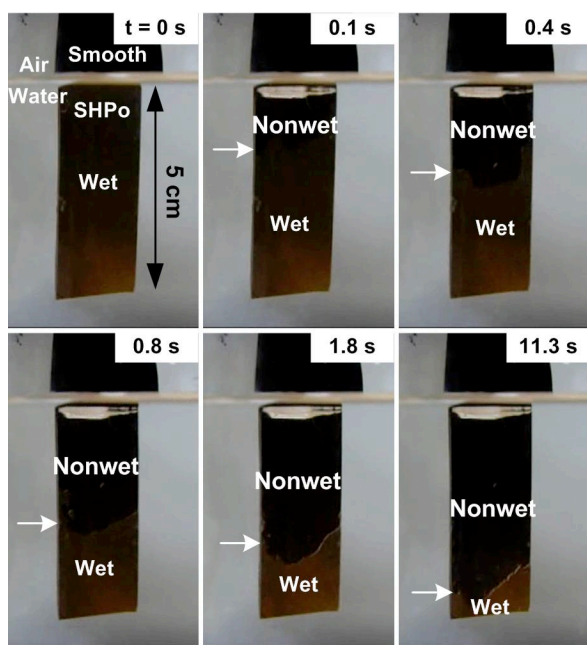 t = 0 s
Smooth
Air
Water
SHPo
Wet
5 cm
0.1 s
Nonwet
Wet
0.4 s
Nonwet
Wet
0.8 s
Nonwet
Wet
1.8 s
Nonwet
Wet
11.3 s
Nonwet
Wet